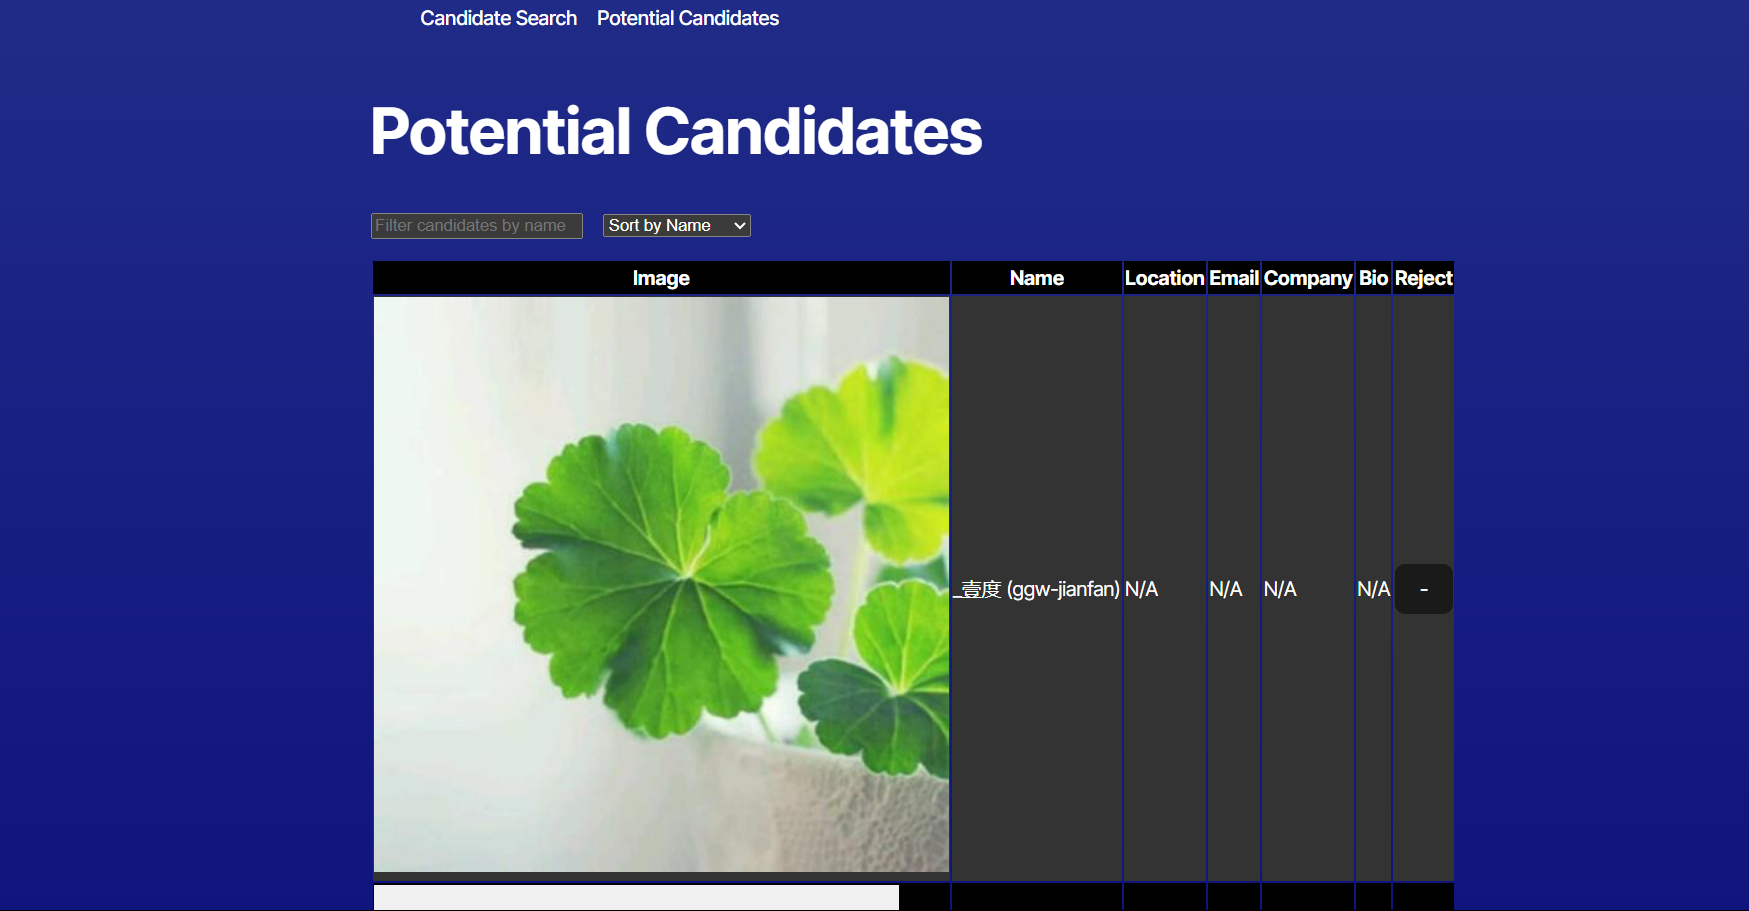 Candidate Search Potential Candidates
Potential Candidates
Filter candidates by name Sort by Name
Image Name Location Email Company Bio Reject
_壹度 (ggw-jianfan) N/A N/A N/A N/A -